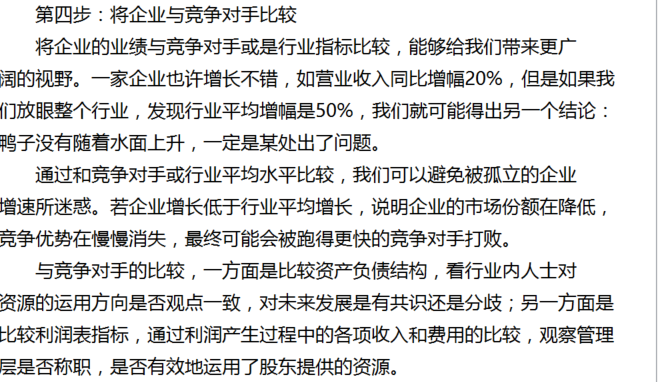 第四步：将企业与竞争对手比较
将企业的业绩与竞争对手或是行业指标比较，能够给我们带来更广
阔的视野。一家企业也许增长不错，如营业收入同比增幅20%，但是如果我
们放眼整个行业，发现行业平均增幅是50%，我们就可能得出另一个结论：
鸭子没有随着水面上升，一定是某处出了问题。
通过和竞争对手或行业平均水平比较，我们可以避免被孤立的企业
增速所迷惑。若企业增长低于行业平均增长，说明企业的市场份额在降低，
竞争优势在慢慢消失，最终可能会被跑得更快的竞争对手打败。
与竞争对手的比较，一方面是比较资产负债结构，看行业内人士对
资源的运用方向是否观点一致，对未来发展是有共识还是分歧；另一方面是
比较利润表指标，通过利润产生过程中的各项收入和费用的比较，观察管理
层是否称职，是否有效地运用了股东提供的资源。